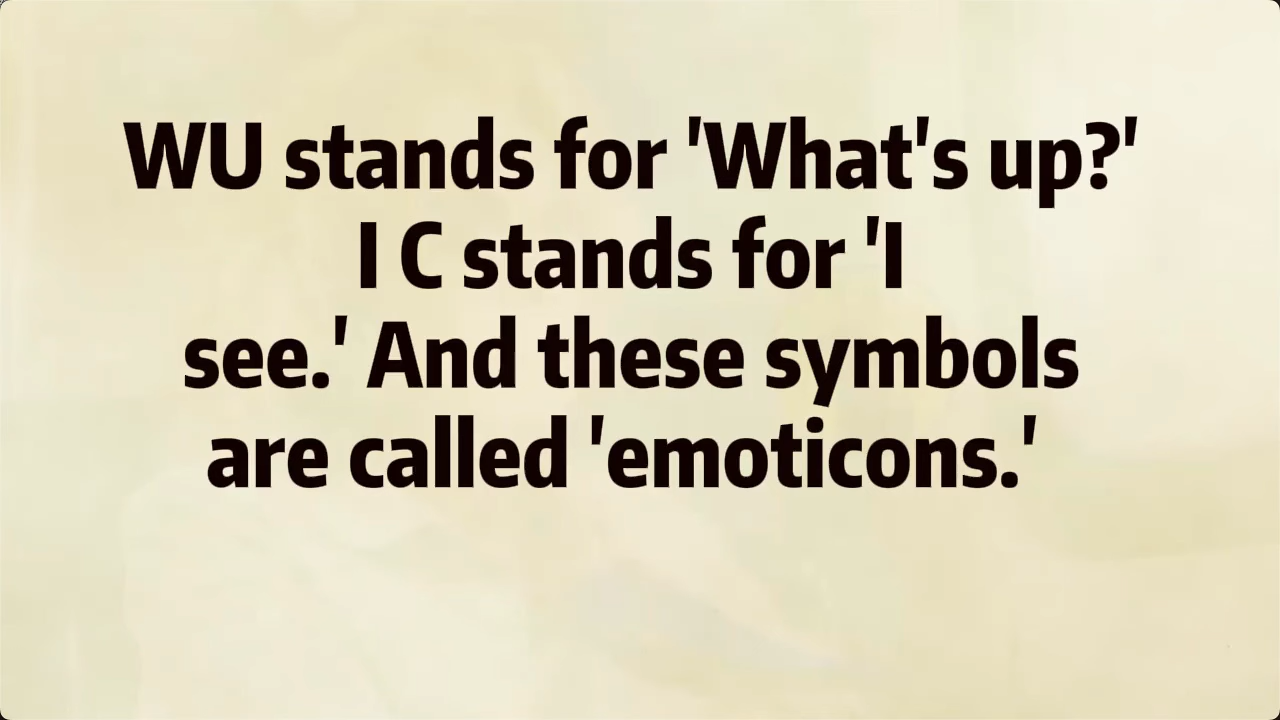 WU stands for 'What's up?'
I C stands for 'I
see.' And these symbols
are called 'emoticons.'